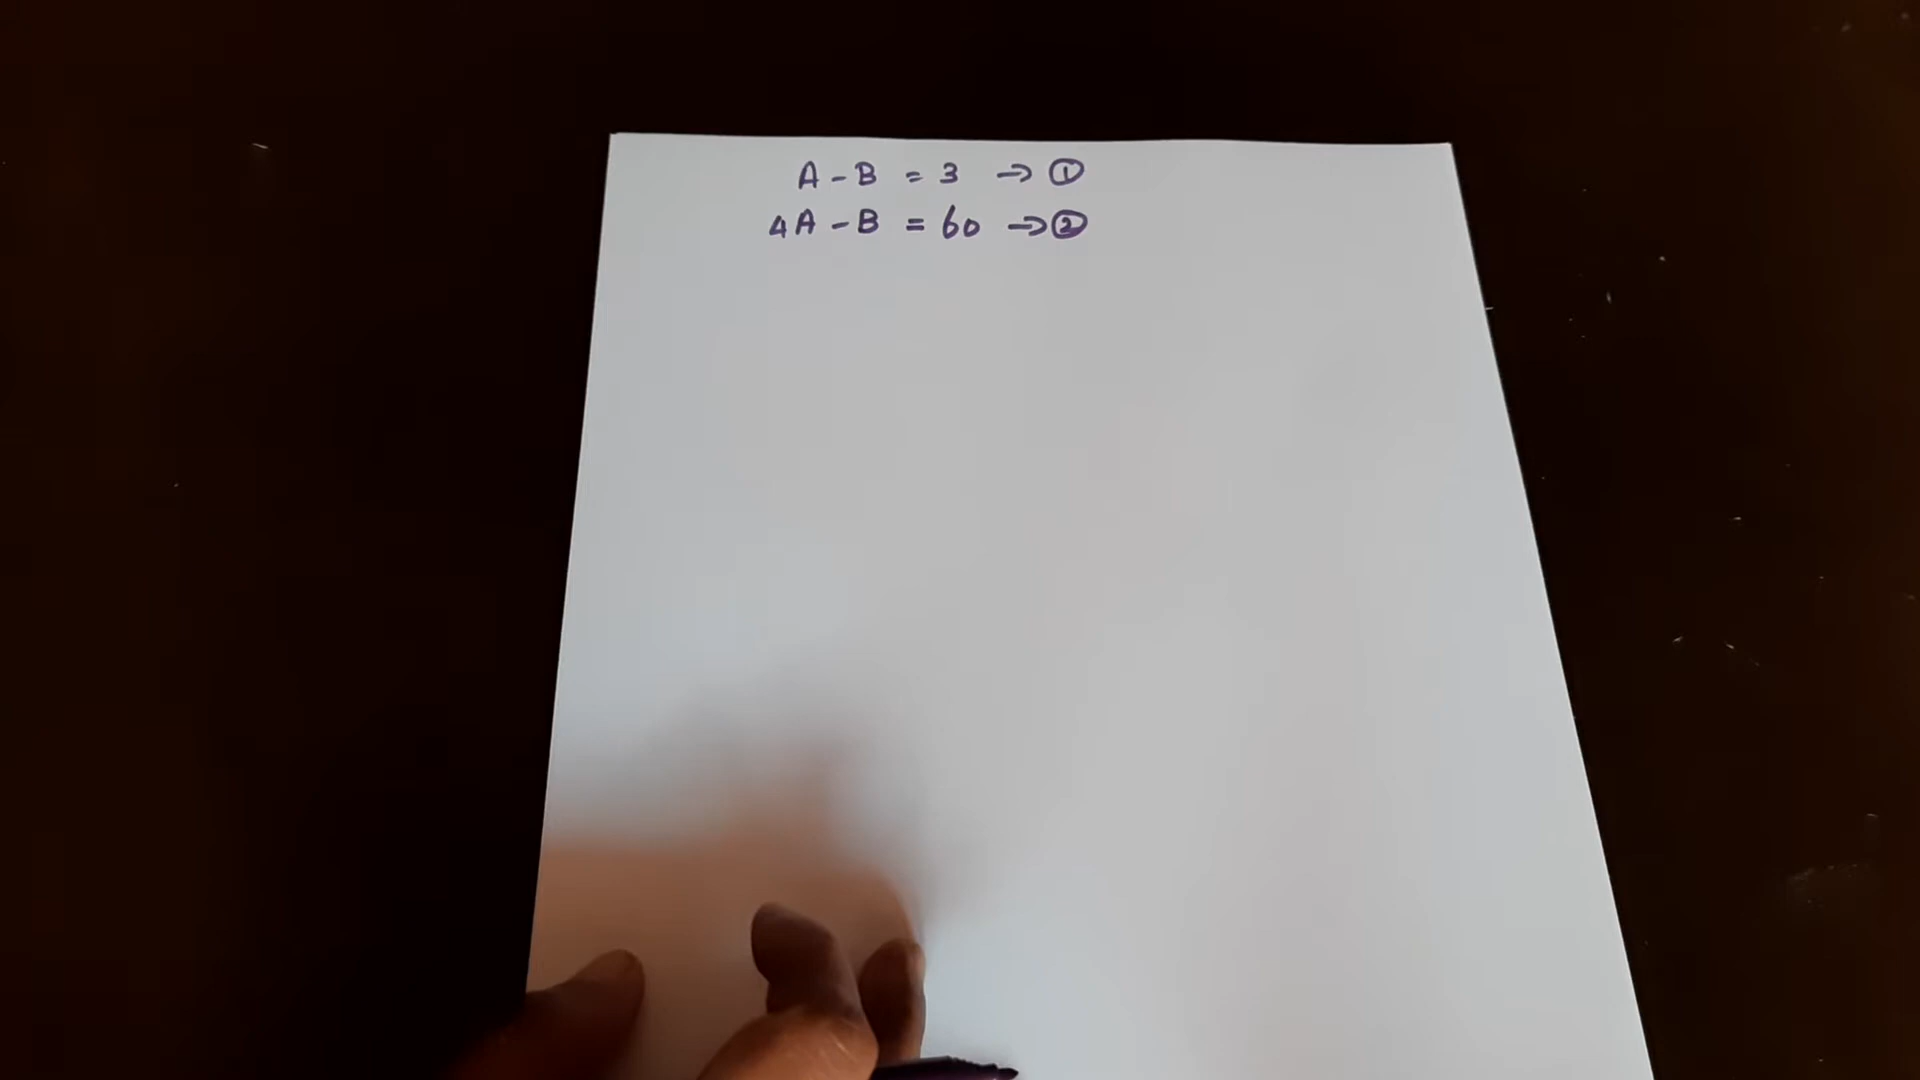 A - B = 3 → ①
4A - B = 60 → ②